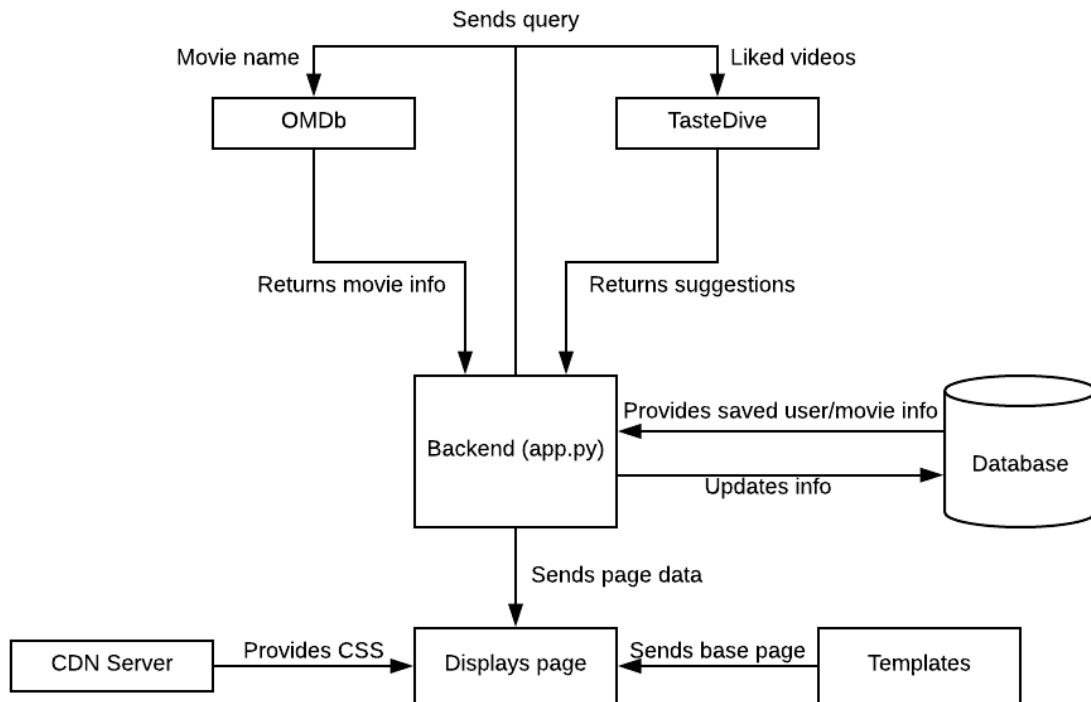 Sends query
Movie name
Liked videos
OMDb
TasteDive
Returns movie info
Returns suggestions
Provides saved user/movie info
Backend (app.py)
Database
Updates info
Sends page data
CDN Server
Provides CSS
Displays page
Sends base page
Templates